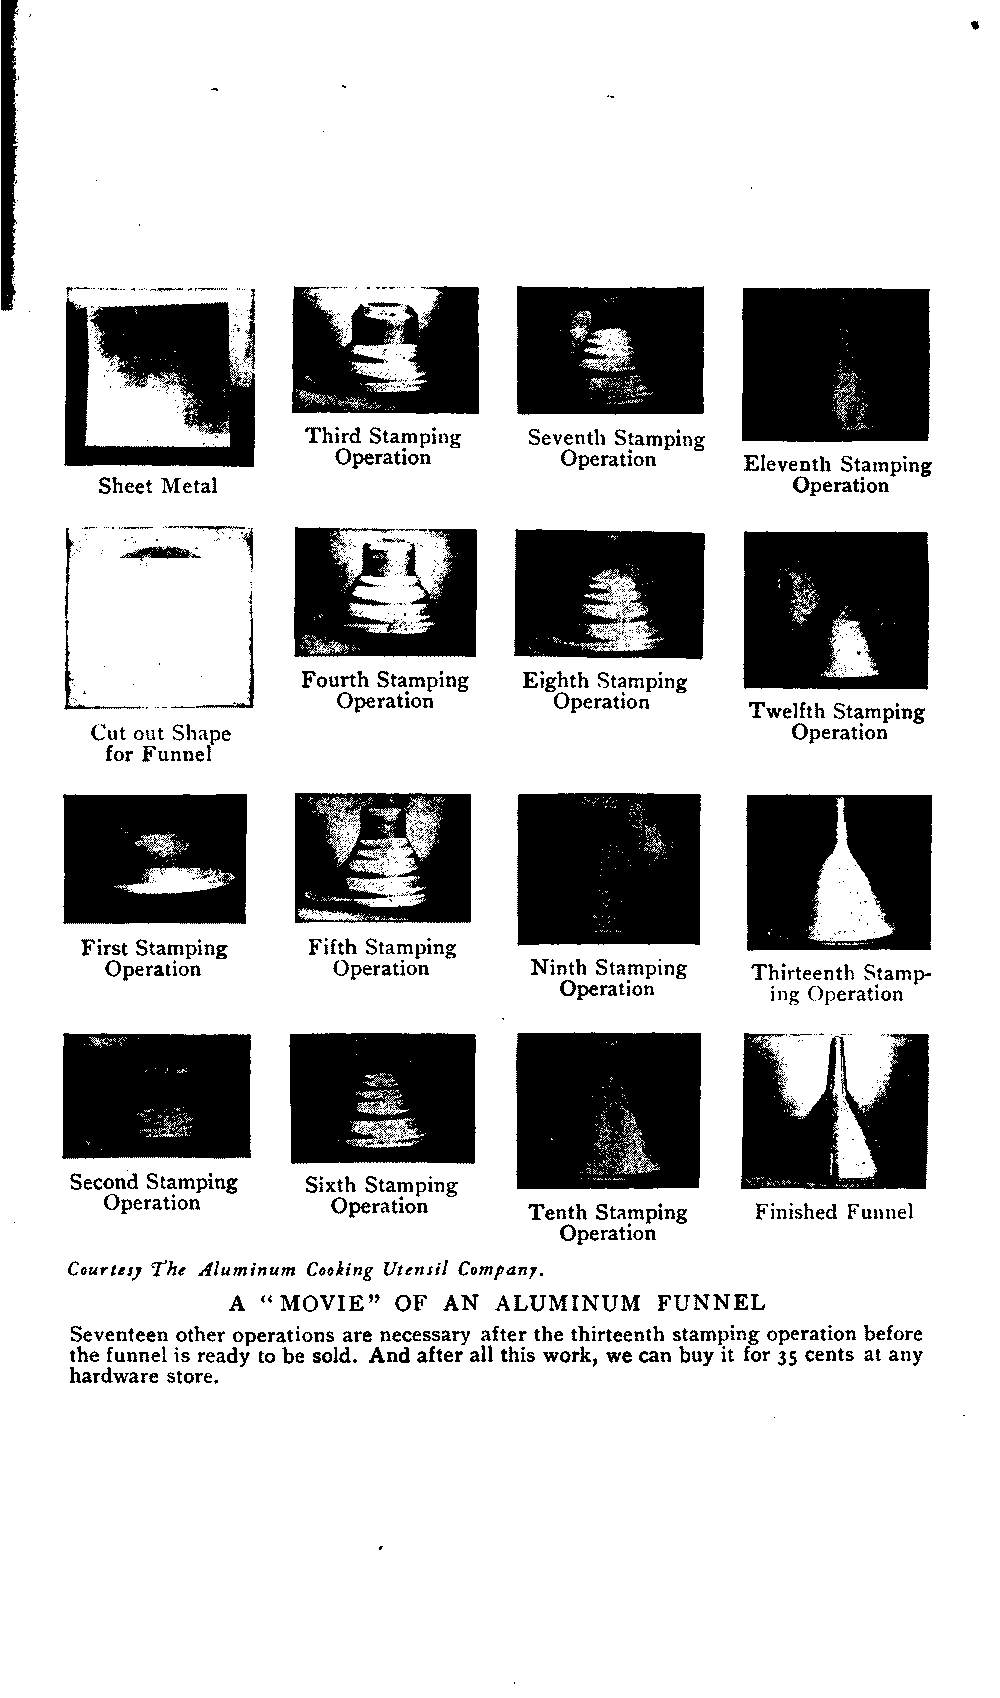 Sheet Metal
Cut out Shape
for Funnel
First Stamping
Operation
Second Stamping
Operation
Third Stamping
Operation
Fourth Stamping
Operation
Fifth Stamping
Operation
Sixth Stamping
Operation
Seventh Stamping
Operation
Eighth Stamping
Operation
Ninth Stamping
Operation
Tenth Stamping
Operation
Eleventh Stamping
Operation
Twelfth Stamping
Operation
Thirteenth Stamp-
ing Operation
Finished Funnel
Courtesy The Aluminum Cooking Utensil Company.
A "MOVIE" OF AN ALUMINUM FUNNEL
Seventeen other operations are necessary after the thirteenth stamping operation before
the funnel is ready to be sold. And after all this work, we can buy it for 35 cents at any
hardware store.